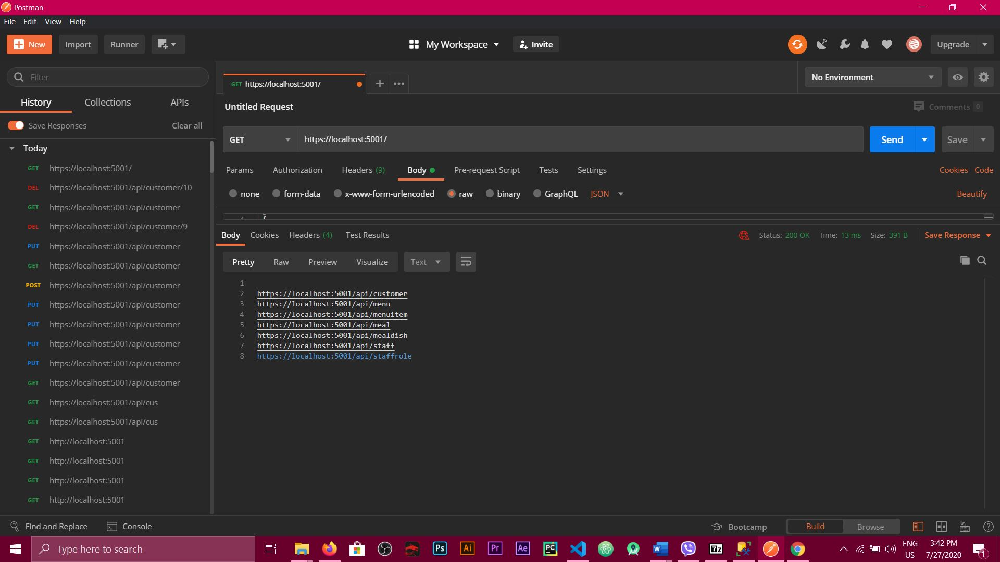 Postman
File Edit View Help
New Import Runner My Workspace Invite Upgrade
Filter
History Collections APIs
Save Responses Clear all
Today
GET https://localhost:5001/
DEL https://localhost:5001/api/customer/10
GET https://localhost:5001/api/customer
DEL https://localhost:5001/api/customer/9
PUT https://localhost:5001/api/customer
GET https://localhost:5001/api/customer
POST https://localhost:5001/api/customer
PUT https://localhost:5001/api/customer
PUT https://localhost:5001/api/customer
PUT https://localhost:5001/api/customer
PUT https://localhost:5001/api/customer
GET https://localhost:5001/api/customer
GET https://localhost:5001/api/cus
GET https://localhost:5001/api/cus
GET http://localhost:5001
GET http://localhost:5001
GET http://localhost:5001
GET http://localhost:5001
GET https://localhost:5001/
No Environment
Untitled Request
Comments 0
GET https://localhost:5001/ Send Save
Params Authorization Headers (9) Body Pre-request Script Tests Settings Cookies Code
none form-data x-www-form-urlencoded raw binary GraphQL JSON Beautify
Body Cookies Headers (4) Test Results Status: 200 OK Time: 13 ms Size: 391 B Save Response
Pretty Raw Preview Visualize Text
1
2 https://localhost:5001/api/customer
3 https://localhost:5001/api/menu
4 https://localhost:5001/api/menuitem
5 https://localhost:5001/api/meal
6 https://localhost:5001/api/mealdish
7 https://localhost:5001/api/staff
8 https://localhost:5001/api/staffrole
Find and Replace Console Bootcamp Build Browse
Type here to search
Ps Ai Pr Ae PC W 7z
ENG
US
3:42 PM
7/27/2020
1